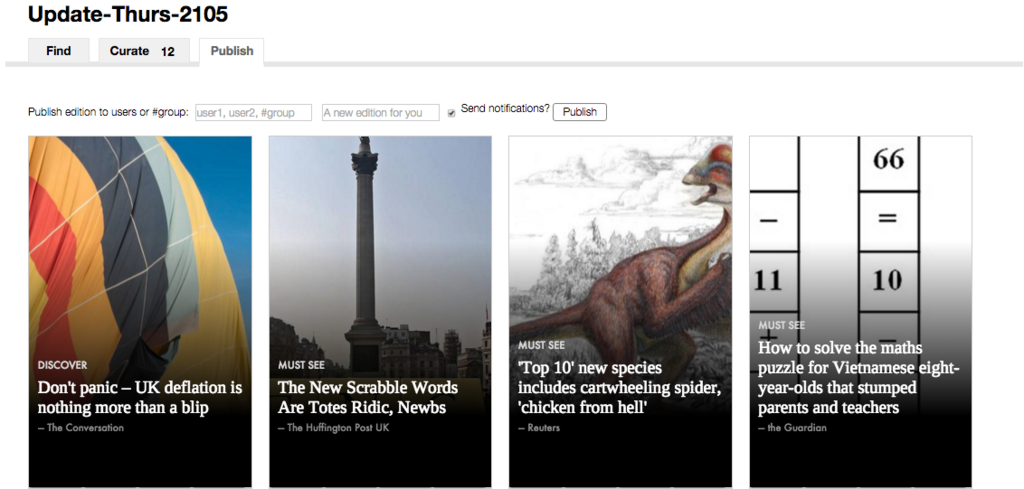 Update-Thurs-2105
Find
Curate 12
Publish
Publish edition to users or #group: user1, user2, #group A new edition for you Send notifications? Publish
DISCOVER
Don't panic – UK deflation is
nothing more than a blip
– The Conversation
MUST SEE
The New Scrabble Words
Are Totes Ridic, Newbs
– The Huffington Post UK
MUST SEE
'Top 10' new species
includes cartwheeling spider,
'chicken from hell'
– Reuters
66
–
=
11
10
+
–
MUST SEE
How to solve the maths
puzzle for Vietnamese eight-
year-olds that stumped
parents and teachers
– the Guardian